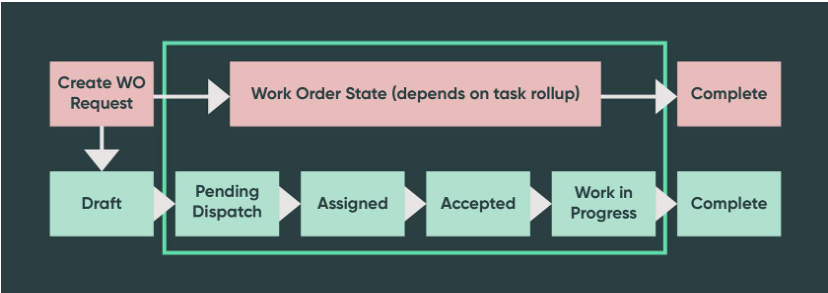 Create WO
Request
Work Order State (depends on task rollup)
Complete
Draft
Pending
Dispatch
Assigned
Accepted
Work in
Progress
Complete